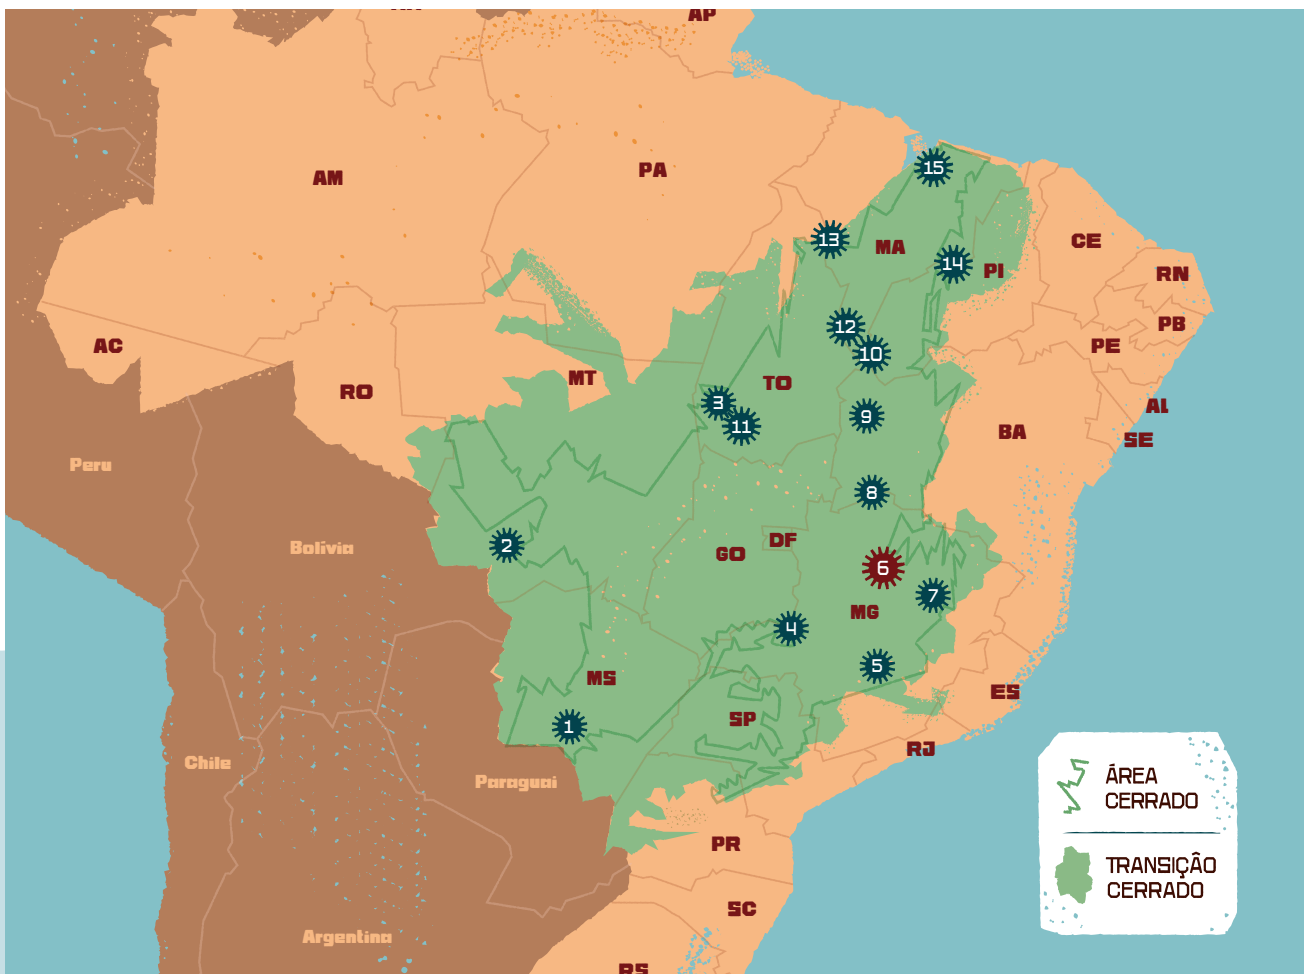 AP
AM
PA
15
13
MA
14
PI
CE
RN
PB
PE
12
10
AC
RO
MT
TO
3
11
9
AL
SE
BA
Peru
8
2
Bolívia
GO
DF
6
7
MG
4
5
MS
ES
1
SP
RJ
Chile
Paraguai
PR
SC
Argentina
RS
ÁREA
CERRADO
TRANSIÇÃO
CERRADO